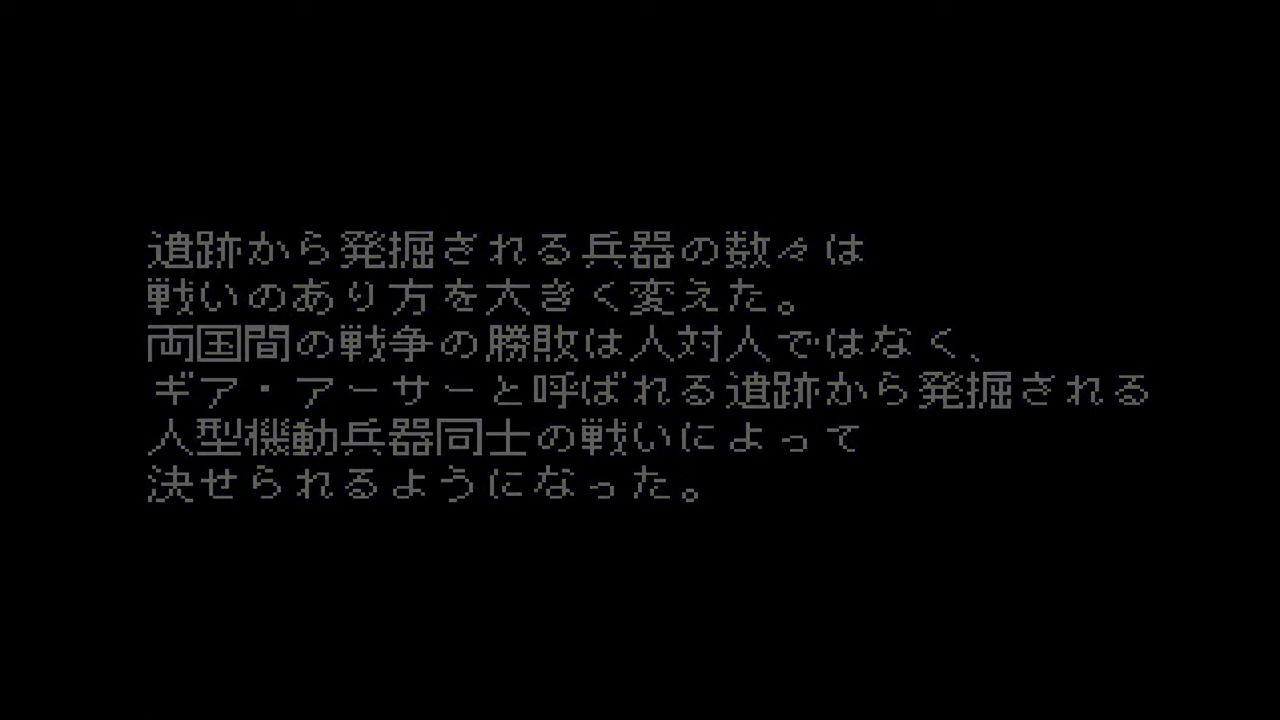 遺跡から発掘される兵器の数々は
戦いのあり方を大きく変えた。
両国間の戦争の勝敗は人対人ではなく、
ギア・アーサーと呼ばれる遺跡から発掘される
人型機動兵器同士の戦いによって
決せられるようになった。